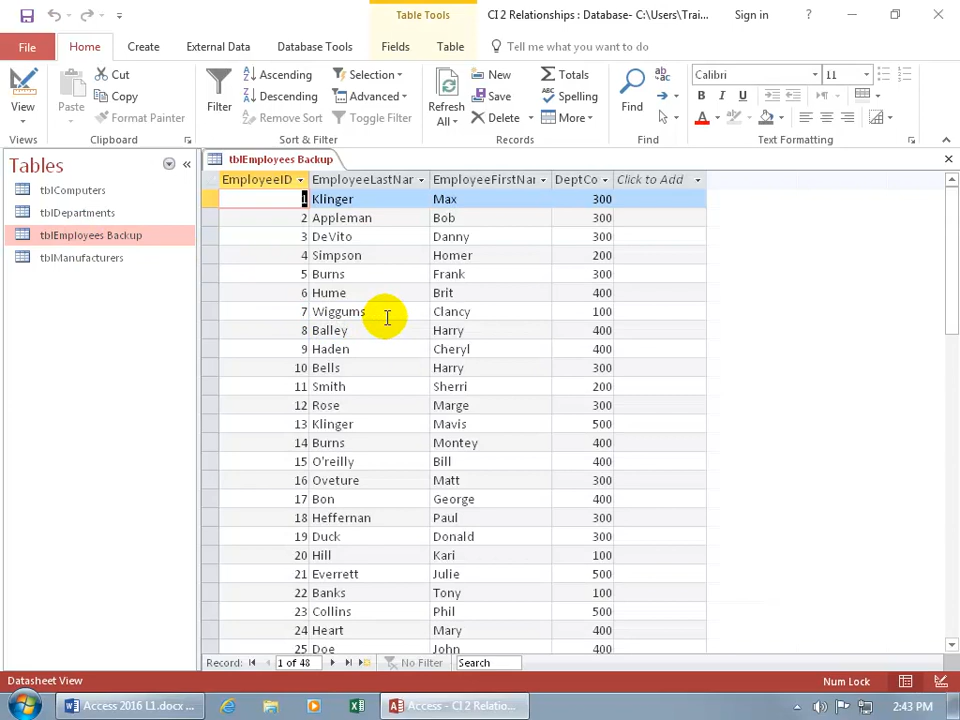 Table Tools
CI 2 Relationships : Database- C:\Users\Trai...
Sign in
?
File
Home
Create
External Data
Database Tools
Fields
Table
Tell me what you want to do
View
Views
Paste
Cut
Copy
Format Painter
Clipboard
Filter
Ascending
Descending
Remove Sort
Selection
Advanced
Toggle Filter
Sort & Filter
Refresh
All
New
Save
Delete
Totals
Spelling
More
Records
Find
Find
Calibri
11
B I U
A
Text Formatting
Tables
tblComputers
tblDepartments
tblEmployees Backup
tblManufacturers
tblEmployees Backup
EmployeeID EmployeeLastNar EmployeeFirstNar DeptCo Click to Add
1 Klinger Max 300
2 Appleman Bob 300
3 DeVito Danny 300
4 Simpson Homer 200
5 Burns Frank 300
6 Hume Brit 400
7 Wiggums Clancy 100
8 Balley Harry 400
9 Haden Cheryl 400
10 Bells Harry 300
11 Smith Sherri 200
12 Rose Marge 300
13 Klinger Mavis 500
14 Burns Montey 400
15 O'reilly Bill 400
16 Oveture Matt 300
17 Bon George 400
18 Heffernan Paul 300
19 Duck Donald 300
20 Hill Kari 100
21 Everrett Julie 500
22 Banks Tony 100
23 Collins Phil 500
24 Heart Mary 400
25 Doe John 400
Record: 1 of 48 No Filter Search
Datasheet View
Num Lock
Access 2016 L1.docx ...
Access - CI 2 Relatio...
2:43 PM